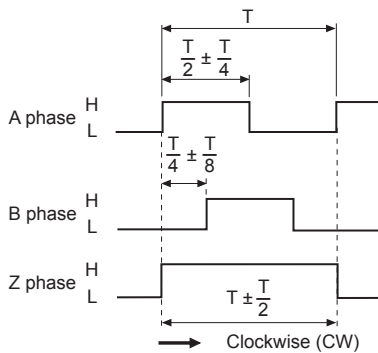 T
T/2 ± T/4
A phase H
L
T/4 ± T/8
B phase H
L
Z phase H
L
T ± T/2
Clockwise (CW)